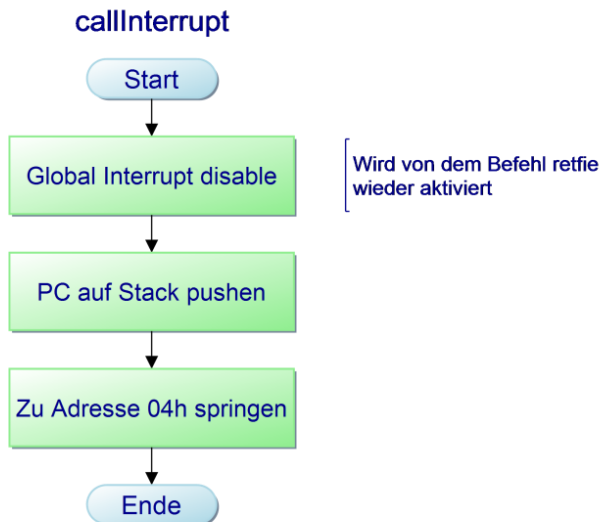 callInterrupt
Start
Global Interrupt disable
Wird von dem Befehl retfie
wieder aktiviert
PC auf Stack pushen
Zu Adresse 04h springen
Ende